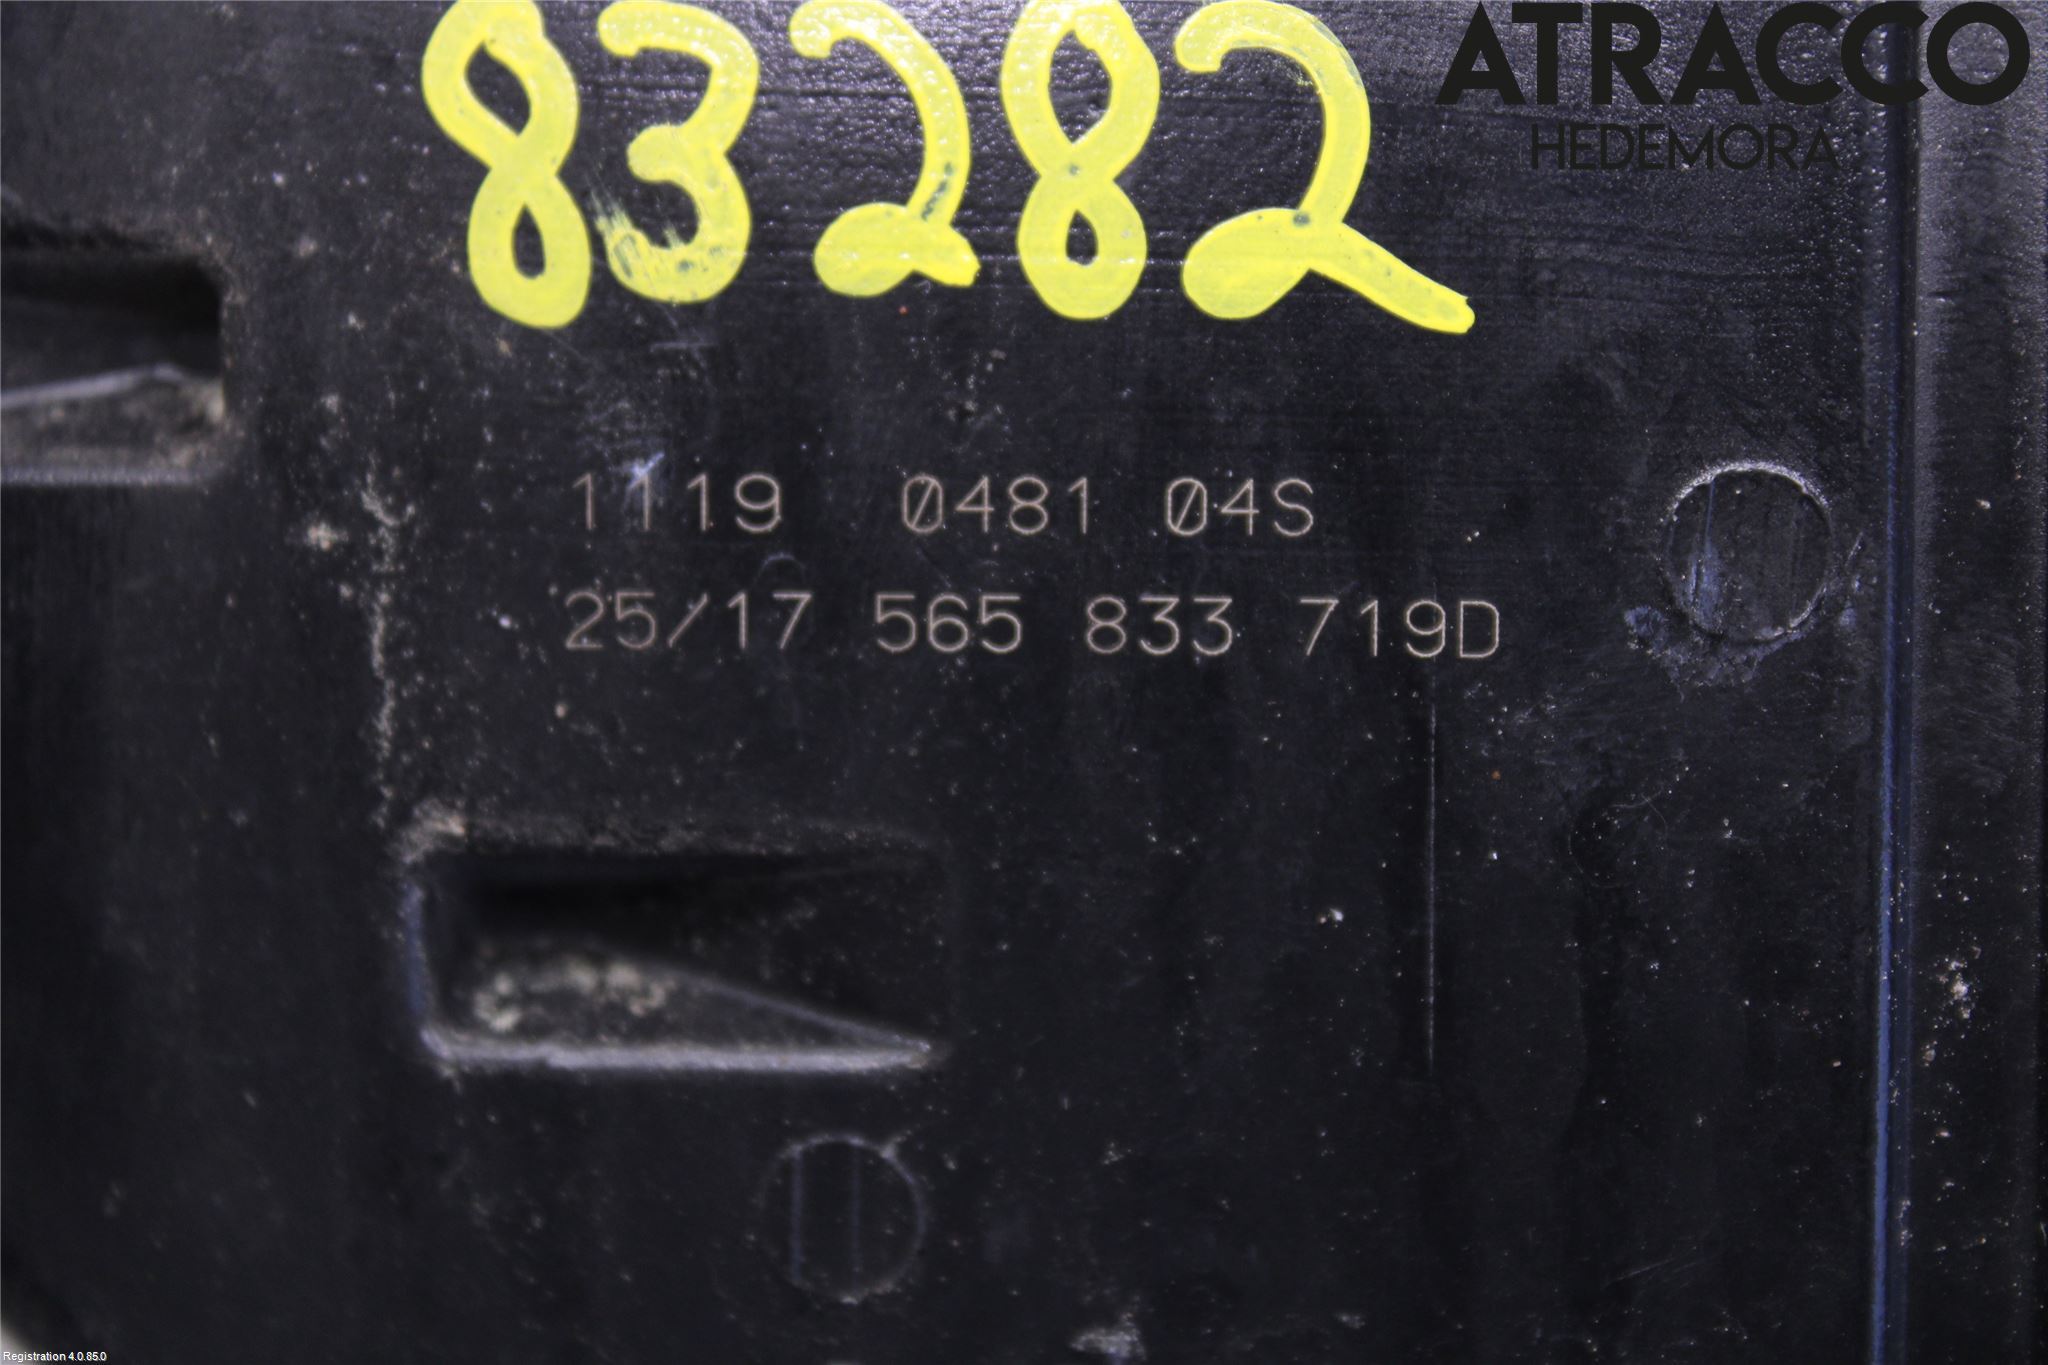 ATRACCO
HEDEMORA
83282
1119 0481 04S
25/17 565 833 719D
Registration 4.0.85.0